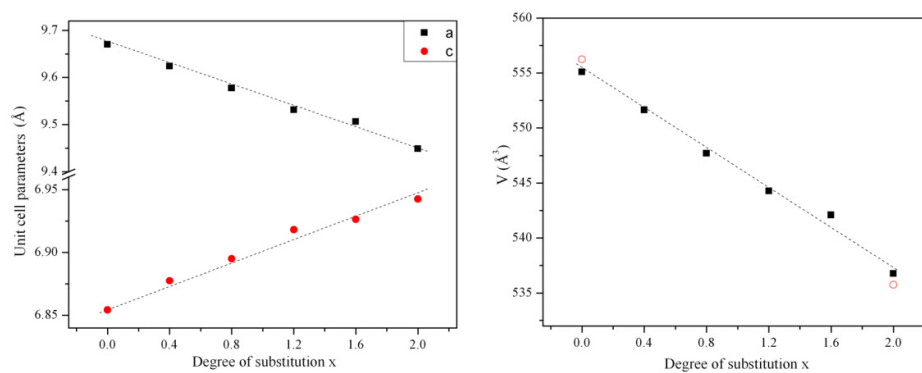 9.7
9.6
9.5
9.4
6.95
6.90
6.85
Unit cell parameters (Å)
a
c
0.0 0.4 0.8 1.2 1.6 2.0
Degree of substitution x
560
555
550
545
540
535
V (Å³)
0.0 0.4 0.8 1.2 1.6 2.0
Degree of substitution x